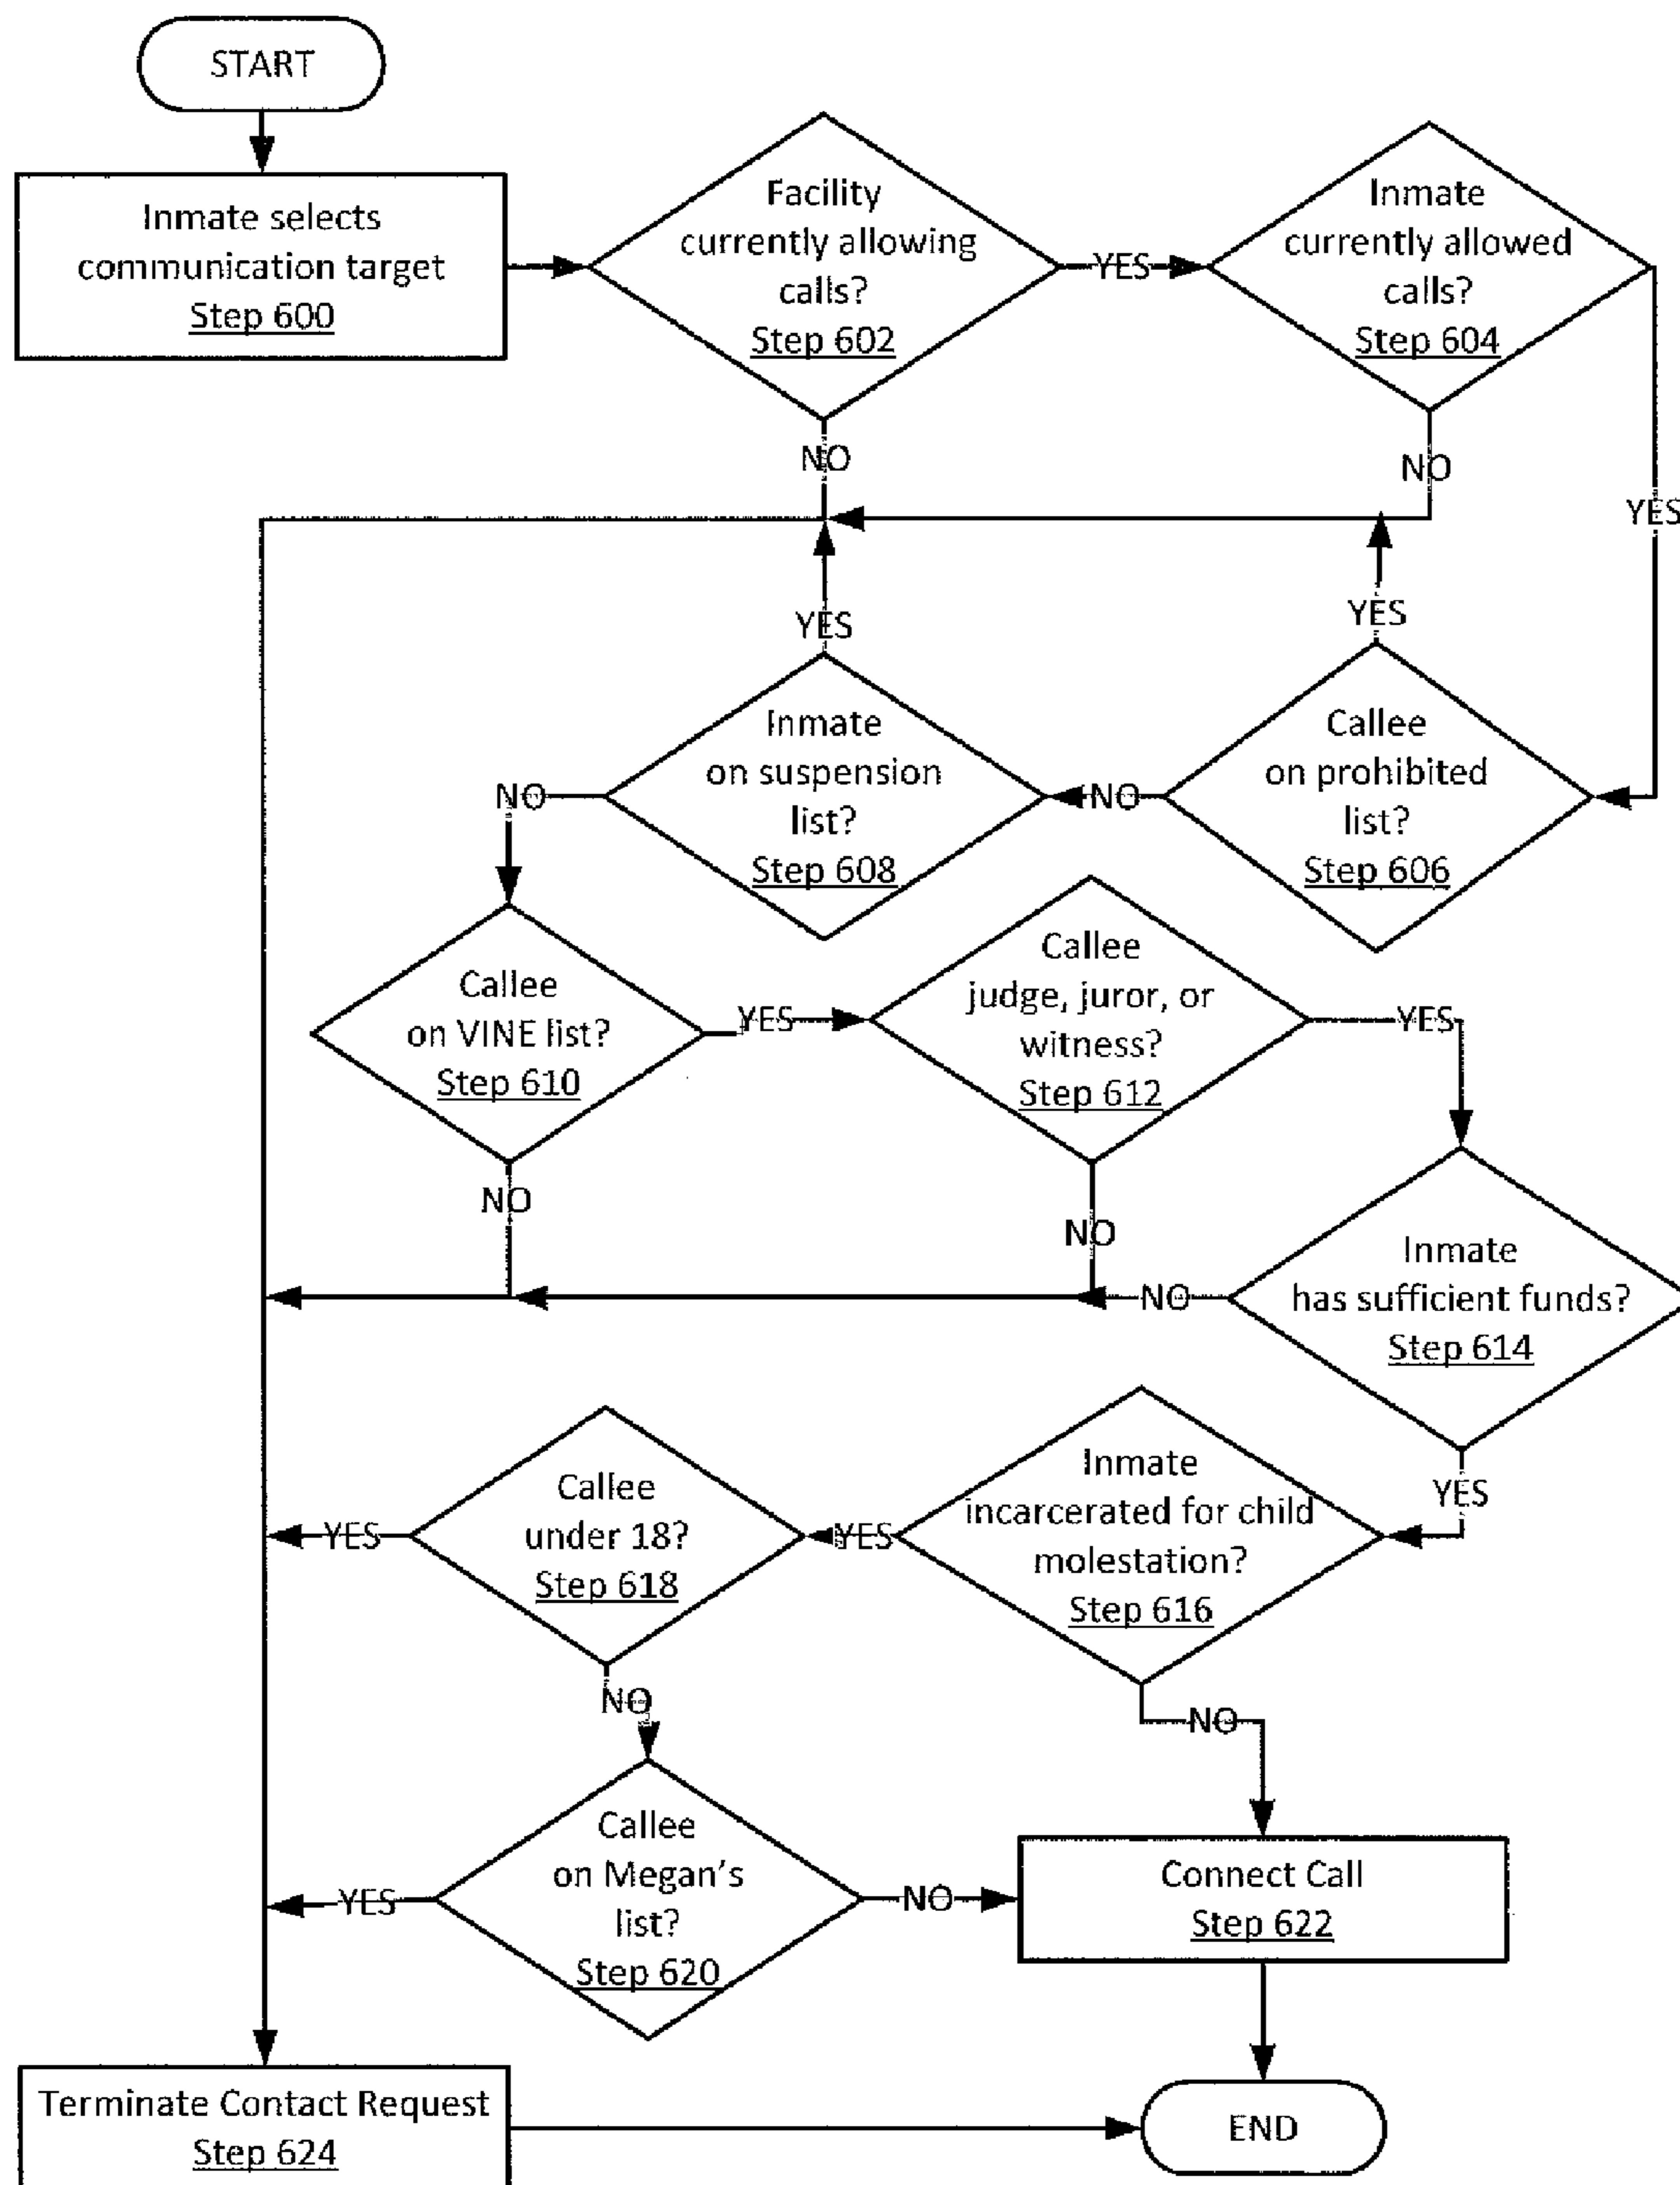 START
Inmate selects
communication target
Step 600
Facility
currently allowing
calls?
Step 602
YES
Inmate
currently allowed
calls?
Step 604
NO
NO
YES
YES
YES
Inmate
on suspension
list?
Step 608
NO
Callee
on prohibited
list?
Step 606
NO
Callee
on VINE list?
Step 610
YES
Callee
judge, juror, or
witness?
Step 612
YES
NO
NO
Inmate
has sufficient funds?
Step 614
NO
YES
Inmate
incarcerated for child
molestation?
Step 616
YES
Callee
under 18?
Step 618
YES
NO
NO
Callee
on Megan's
list?
Step 620
YES
NO
Connect Call
Step 622
Terminate Contact Request
Step 624
END